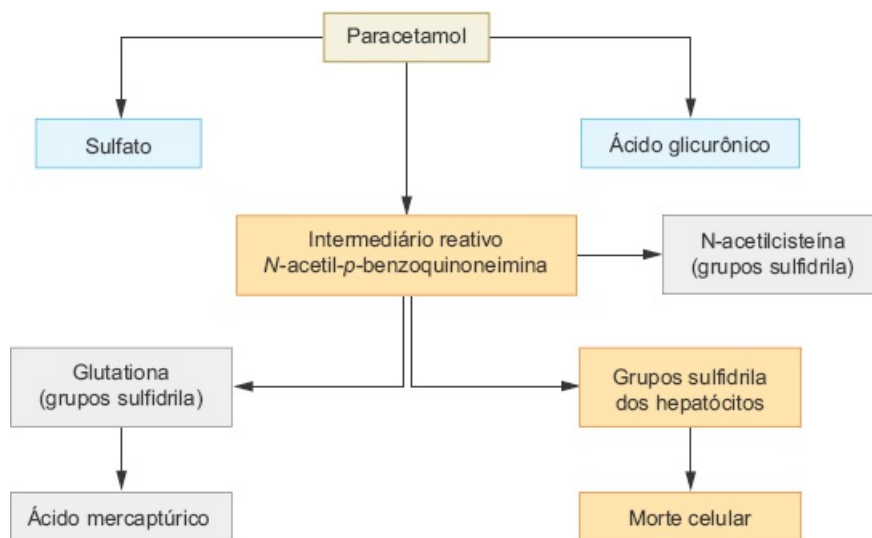 Paracetamol
Sulfato
Ácido glicurônico
Intermediário reativo
N-acetil-p-benzoquinoneimina
N-acetilcisteína
(grupos sulfidrila)
Glutationa
(grupos sulfidrila)
Grupos sulfidrila
dos hepatócitos
Ácido mercaptúrico
Morte celular